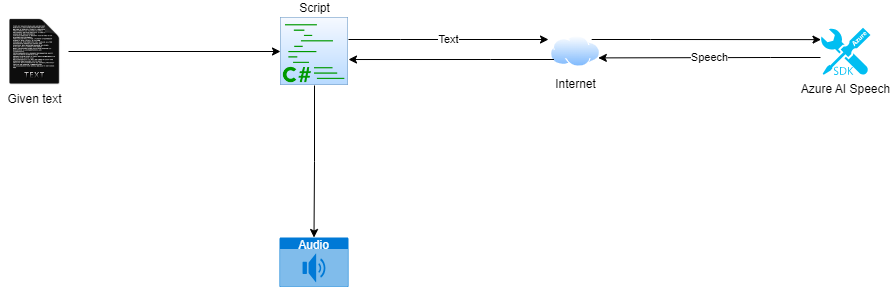 Script
TEXT
Given text
C#
Text
Internet
Speech
Azure
SDK
Azure AI Speech
Audio